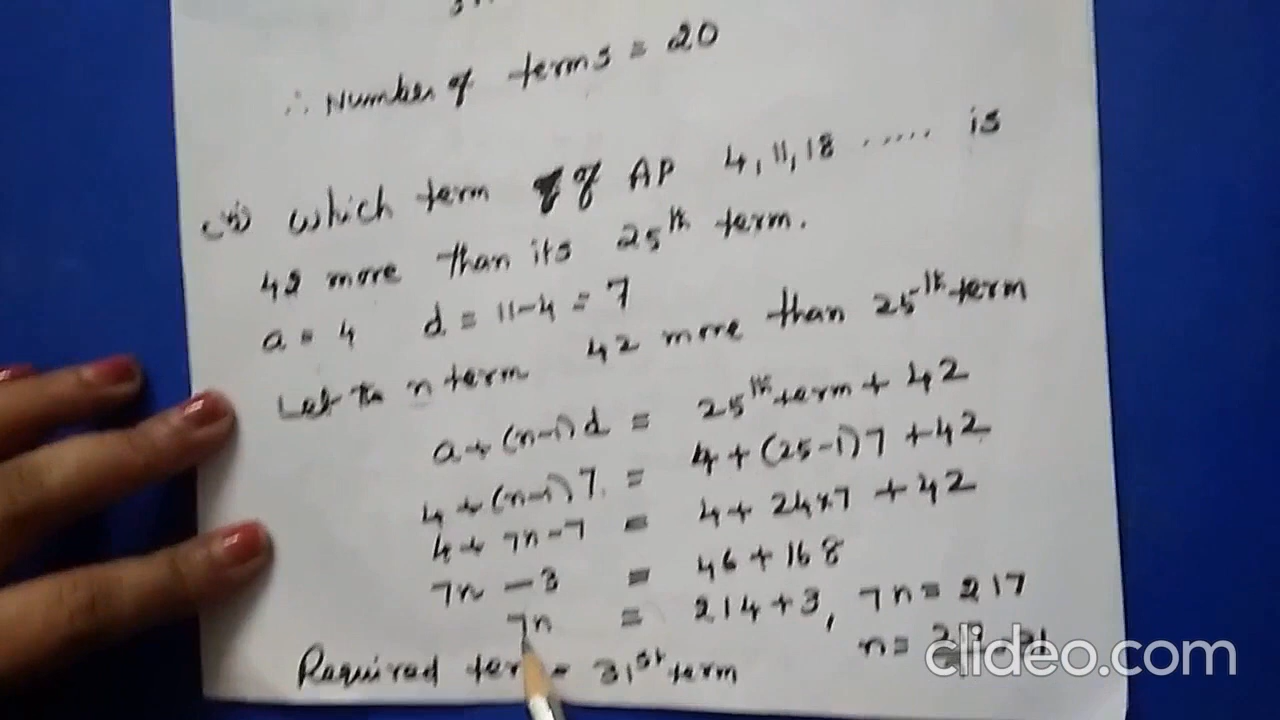 ∴ Number of terms = 20
(vi) which term of AP 4, 11, 18 ..... is
42 more than its 25th term.
a = 4 d = 11-4 = 7
Let the n term 42 more than 25th term
a+(n-1)d = 25th term + 42
4+(n-1)7 = 4+(25-1)7 +42
4+7n-7 = 4+24x7 +42
7n - 3 = 46+168
7n = 214+3, 7n = 217
n =
Required term = 31st term
clideo.com